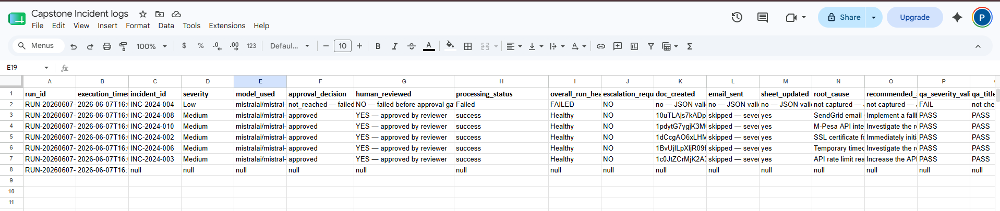 Capstone Incident logs
File Edit View Insert Format Data Tools Extensions Help
Share
Upgrade
P
Menus 100% $ % .0 .00 123 Defaul... 10 B I A
E19
fx
A B C D E F G H I J K L M N O P
1 run_id execution_times incident_id severity model_used approval_decision human_reviewed processing_status overall_run_hea escalation_requ doc_created email_sent sheet_updated root_cause recommended_ qa_severity_vali qa_title
2 RUN-20260607- 2026-06-07T16: INC-2024-004 Low mistralai/mistral- not_reached — failed NO — failed before approval ga Failed FAILED NO no — JSON valid no — JSON valid no — JSON valid not captured — not captured — FAIL not che
3 RUN-20260607- 2026-06-07T16: INC-2024-008 Medium mistralai/mistral- approved YES — approved by reviewer success Healthy NO 10uTLAjs7kADp skipped — sever yes SendGrid email Implement a fallb PASS PASS
4 RUN-20260607- 2026-06-07T16: INC-2024-010 Medium mistralai/mistral- approved YES — approved by reviewer success Healthy NO 1pdytG7ygjK3M skipped — sever yes M-Pesa API inte Investigate the ro PASS PASS
5 RUN-20260607- 2026-06-07T16: INC-2024-002 Medium mistralai/mistral- approved YES — approved by reviewer success Healthy NO 1dCcgAO6xLHM skipped — sever yes SSL certificate fo Immediately initi PASS PASS
6 RUN-20260607- 2026-06-07T16: INC-2024-006 Medium mistralai/mistral- approved YES — approved by reviewer success Healthy NO 1BvUjILpXIjR09f skipped — sever yes Temporary timeo Investigate the ro PASS PASS
7 RUN-20260607- 2026-06-07T16: INC-2024-003 Medium mistralai/mistral- approved YES — approved by reviewer success Healthy NO 1c0JtZCrMjK2A3 skipped — sever yes API rate limit rea Increase the API PASS PASS
8 RUN-20260607- 2026-06-07T16: null null null null null null null null null null null null null null null
9
10
11